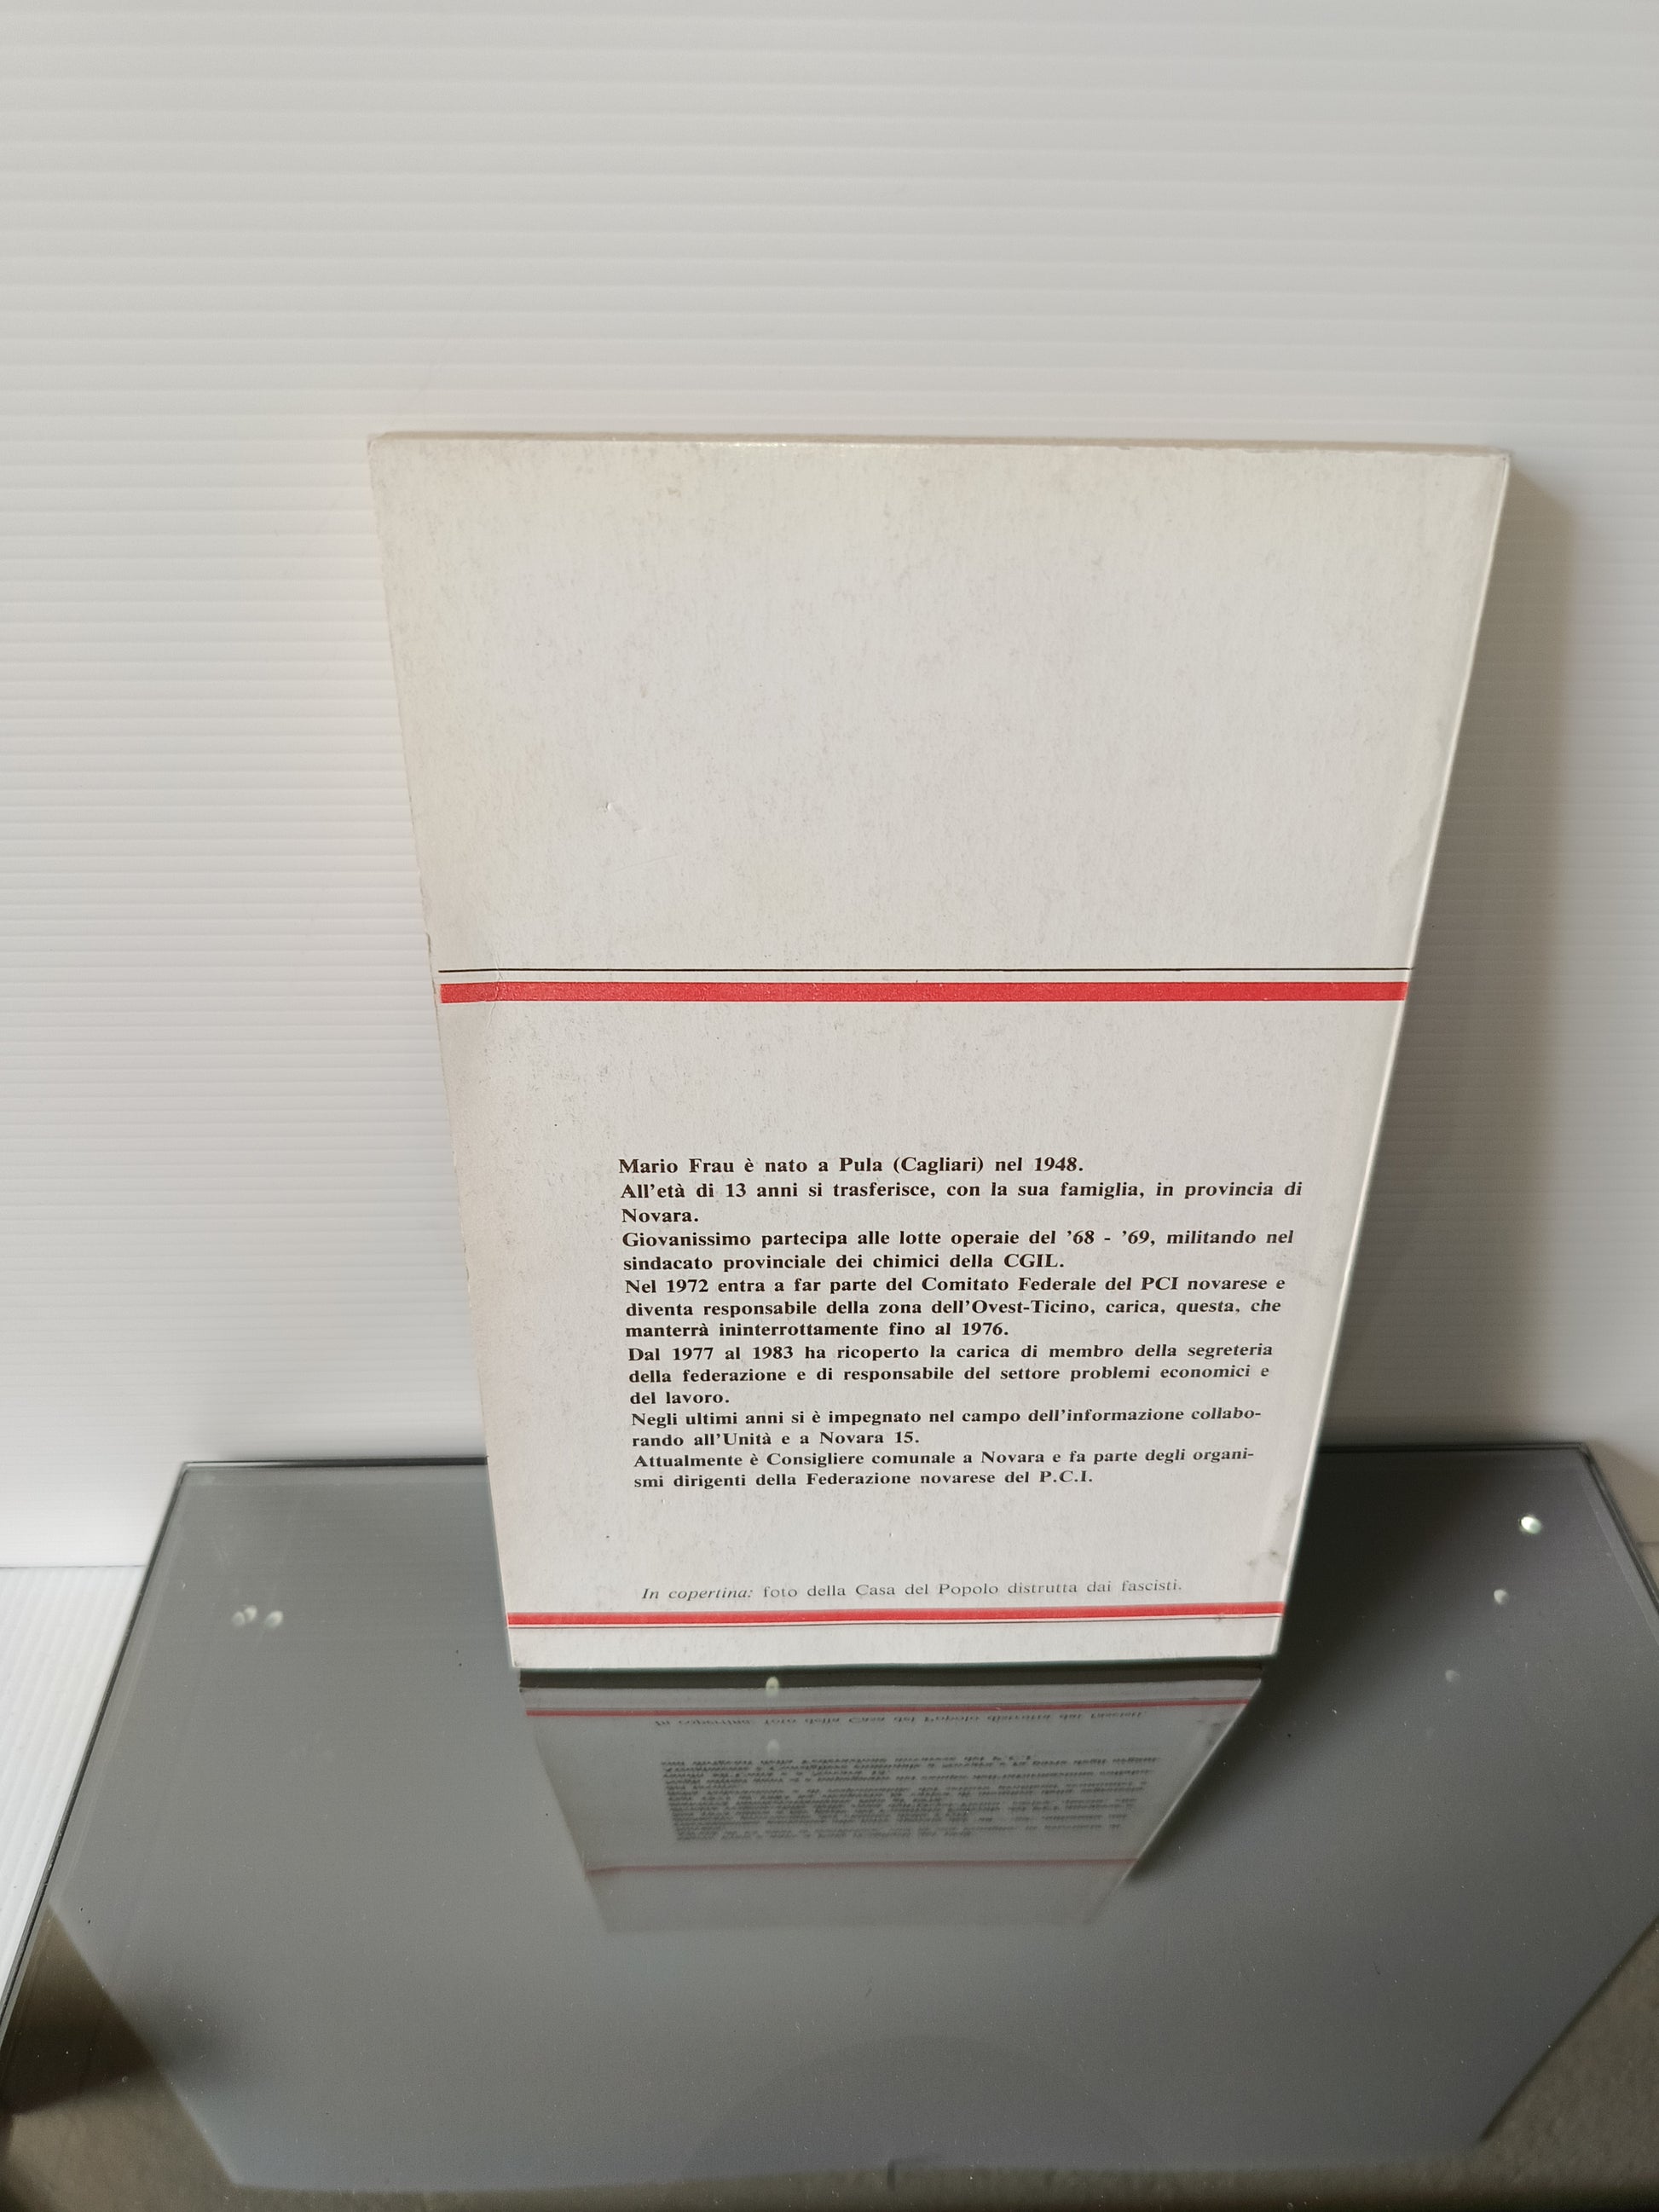 Mario Frau è nato a Pula (Cagliari) nel 1948.
All'età di 13 anni si trasferisce, con la sua famiglia, in provincia di
Novara.
Giovanissimo partecipa alle lotte operaie del '68 - '69, militando nel
sindacato provinciale dei chimici della CGIL.
Nel 1972 entra a far parte del Comitato Federale del PCI novarese e
diventa responsabile della zona dell'Ovest-Ticino, carica, questa, che
manterrà ininterrottamente fino al 1976.
Dal 1977 al 1983 ha ricoperto la carica di membro della segreteria
della federazione e di responsabile del settore problemi economici e
del lavoro.
Negli ultimi anni si è impegnato nel campo dell'informazione collabo-
rando all'Unità e a Novara 15.
Attualmente è Consigliere comunale a Novara e fa parte degli organi-
smi dirigenti della Federazione novarese del P.C.I.
In copertina: foto della Casa del Popolo distrutta dai fascisti.